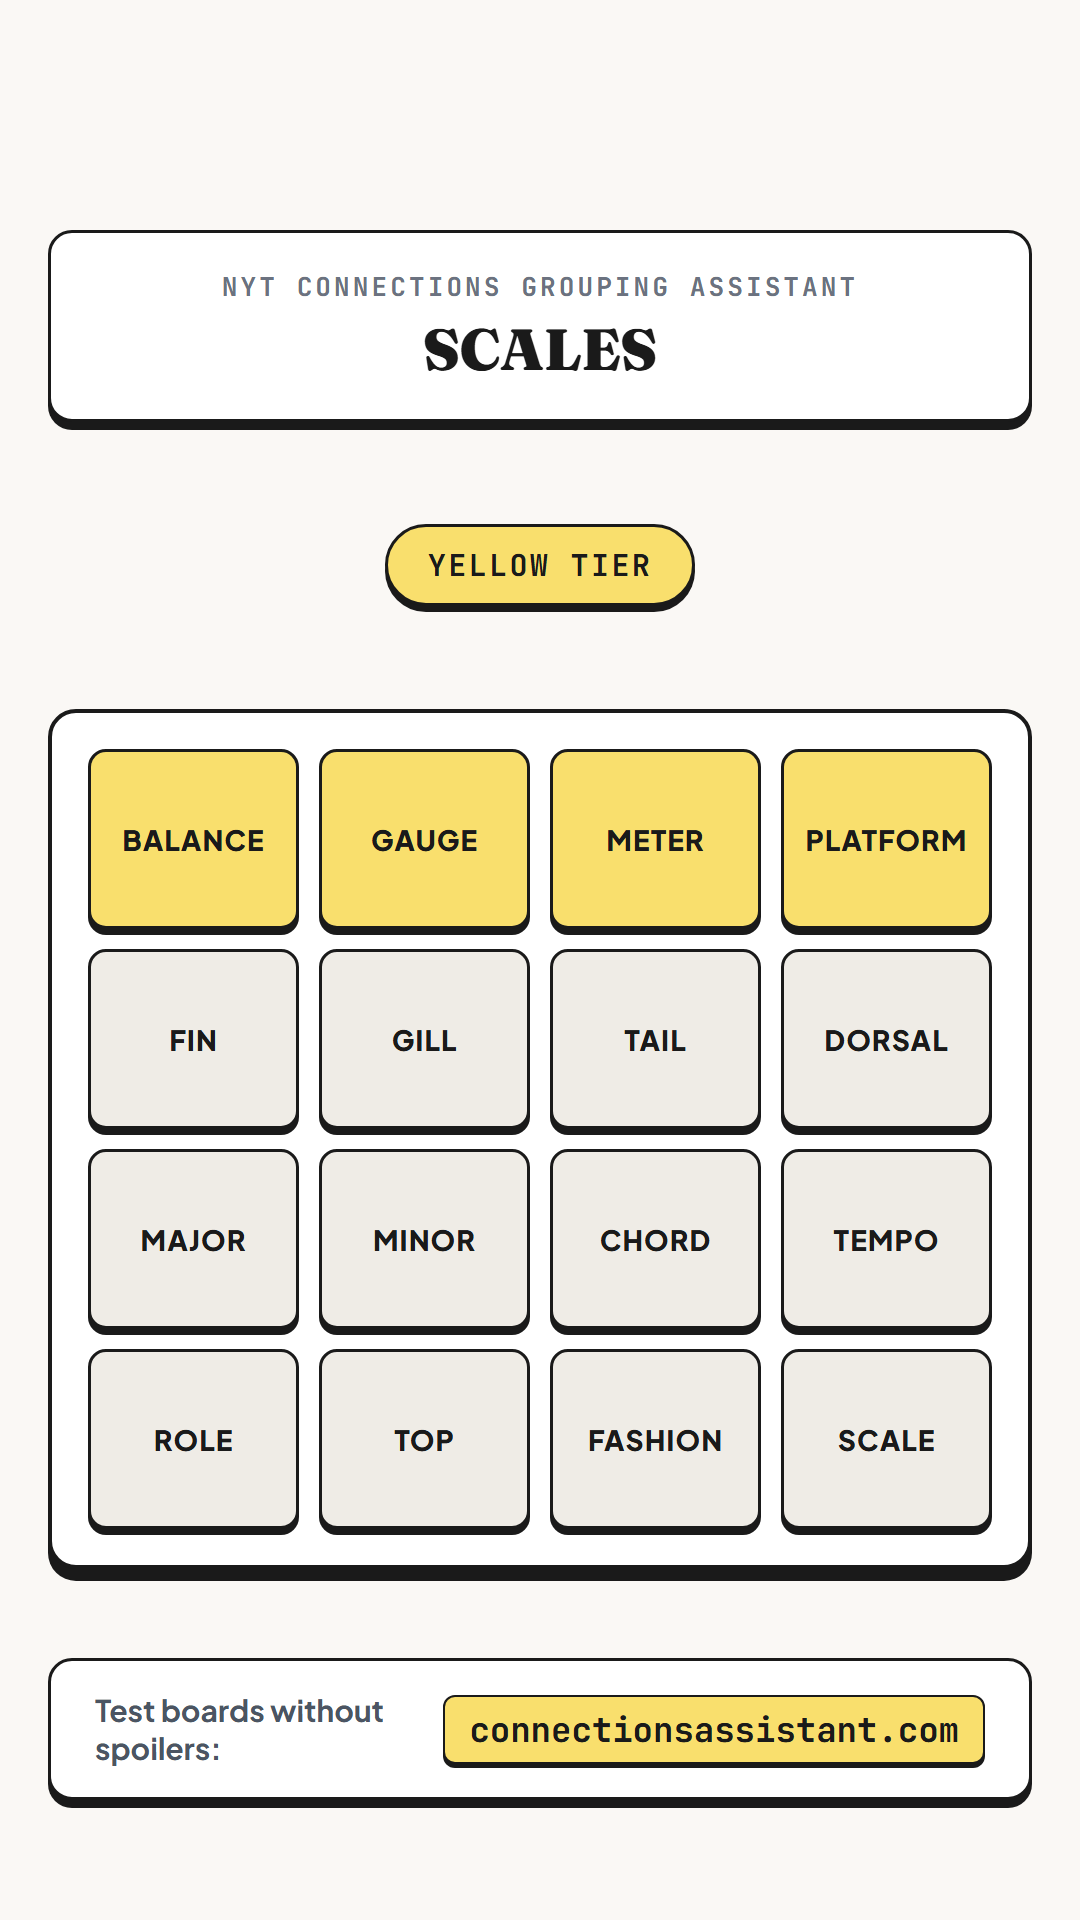 NYT CONNECTIONS GROUPING ASSISTANT
SCALES
YELLOW TIER
BALANCE GAUGE METER PLATFORM
FIN GILL TAIL DORSAL
MAJOR MINOR CHORD TEMPO
ROLE TOP FASHION SCALE
Test boards without
spoilers:
connectionsassistant.com